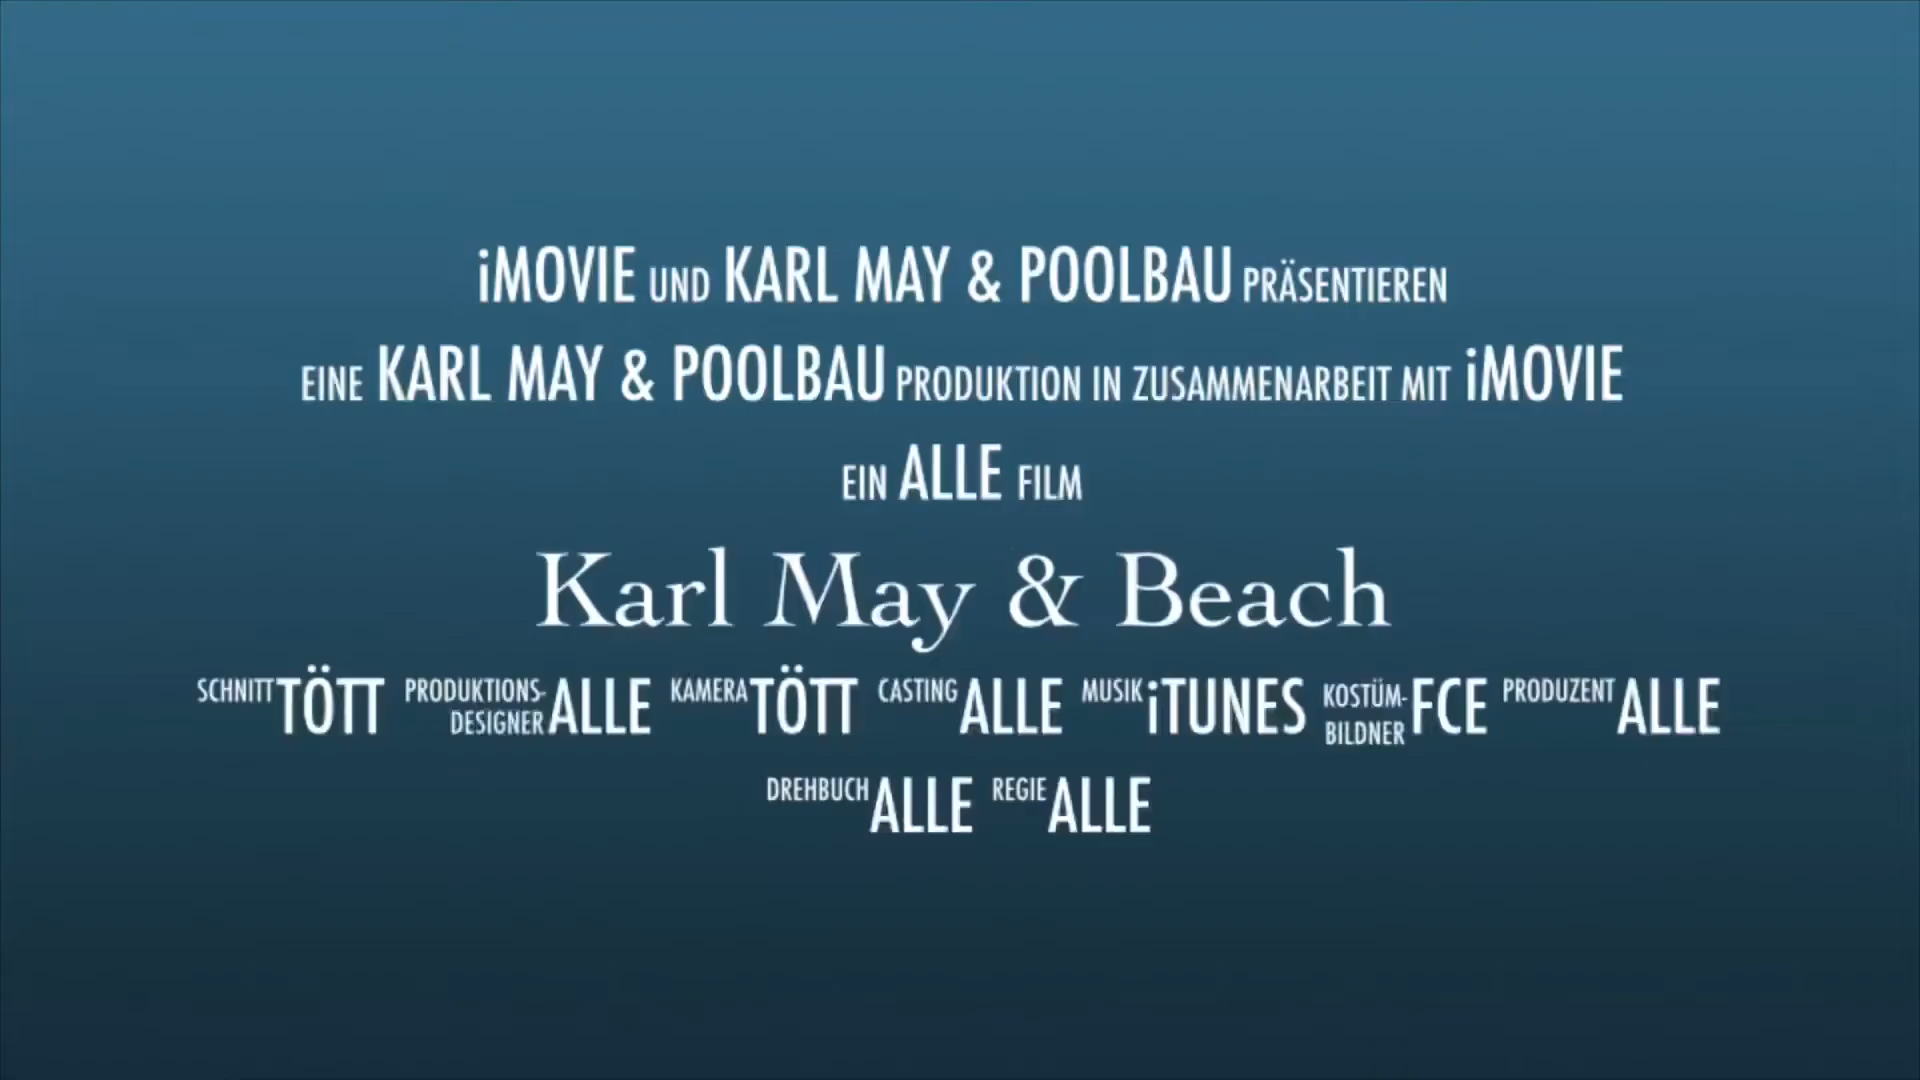 iMOVIE UND KARL MAY & POOLBAU PRÄSENTIEREN
EINE KARL MAY & POOLBAU PRODUKTION IN ZUSAMMENARBEIT MIT iMOVIE
EIN ALLE FILM
Karl May & Beach
SCHNITT TÖTT PRODUKTIONS-DESIGNER ALLE KAMERA TÖTT CASTING ALLE MUSIK iTUNES KOSTÜM-BILDNER FCE PRODUZENT ALLE
DREHBUCH ALLE REGIE ALLE